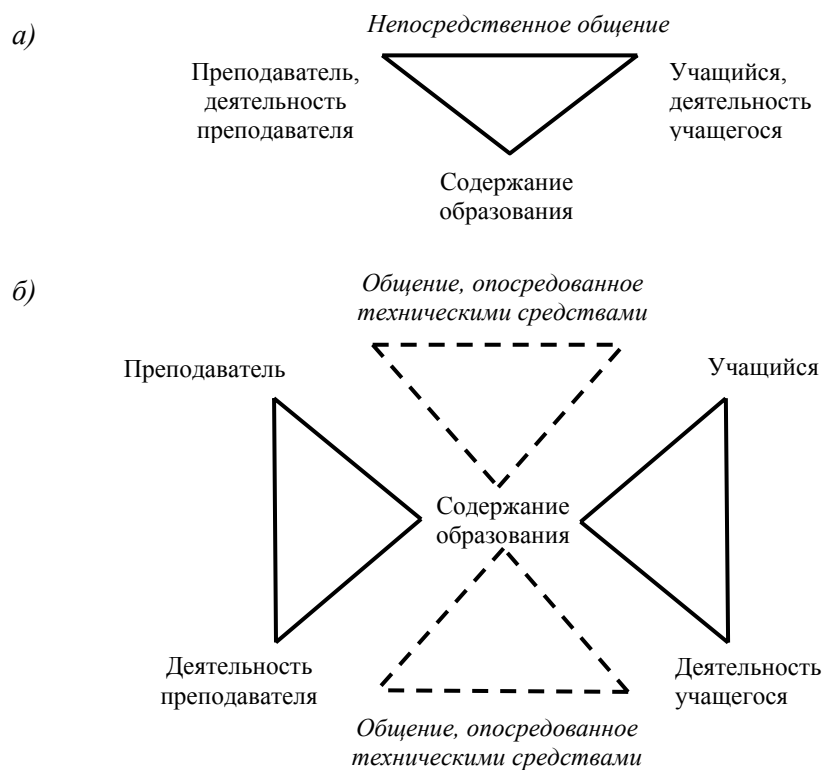 а)
Непосредственное общение
Преподаватель,
деятельность
преподавателя
Учащийся,
деятельность
учащегося
Содержание
образования
б)
Общение, опосредованное
техническими средствами
Преподаватель
Учащийся
Содержание
образования
Деятельность
преподавателя
Деятельность
учащегося
Общение, опосредованное
техническими средствами